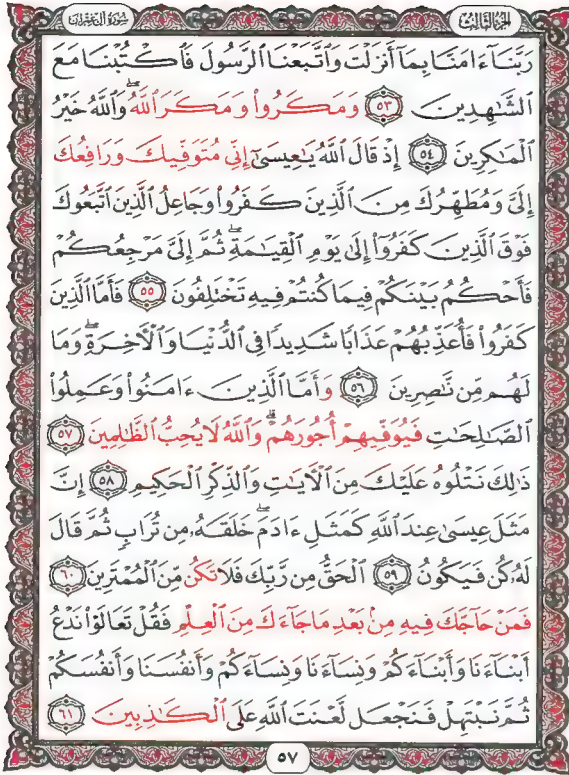 الجزء الثالث
سورة آل عمران
رَبَّنَآ ءَامَنَّا بِمَآ أَنزَلْتَ وَٱتَّبَعْنَا ٱلرَّسُولَ فَٱكْتُبْنَا مَعَ
ٱلشَّٰهِدِينَ ٥٣ وَمَكَرُوا۟ وَمَكَرَ ٱللَّهُ ۖ وَٱللَّهُ خَيْرُ
ٱلْمَٰكِرِينَ ٥٤ إِذْ قَالَ ٱللَّهُ يَٰعِيسَىٰٓ إِنِّى مُتَوَفِّيكَ وَرَافِعُكَ
إِلَىَّ وَمُطَهِّرُكَ مِنَ ٱلَّذِينَ كَفَرُوا۟ وَجَاعِلُ ٱلَّذِينَ ٱتَّبَعُوكَ
فَوْقَ ٱلَّذِينَ كَفَرُوٓا۟ إِلَىٰ يَوْمِ ٱلْقِيَٰمَةِ ۖ ثُمَّ إِلَىَّ مَرْجِعُكُمْ
فَأَحْكُمُ بَيْنَكُمْ فِيمَا كُنتُمْ فِيهِ تَخْتَلِفُونَ ٥٥ فَأَمَّا ٱلَّذِينَ
كَفَرُوا۟ فَأُعَذِّبُهُمْ عَذَابًا شَدِيدًا فِى ٱلدُّنْيَا وَٱلْءَاخِرَةِ ۖ وَمَا
لَهُم مِّن نَّٰصِرِينَ ٥٦ وَأَمَّا ٱلَّذِينَ ءَامَنُوا۟ وَعَمِلُوا۟
ٱلصَّٰلِحَٰتِ فَيُوَفِّيهِمْ أُجُورَهُمْ ۗ وَٱللَّهُ لَا يُحِبُّ ٱلظَّٰلِمِينَ ٥٧
ذَٰلِكَ نَتْلُوهُ عَلَيْكَ مِنَ ٱلْءَايَٰتِ وَٱلذِّكْرِ ٱلْحَكِيمِ ٥٨ إِنَّ
مَثَلَ عِيسَىٰ عِندَ ٱللَّهِ كَمَثَلِ ءَادَمَ ۖ خَلَقَهُۥ مِن تُرَابٍ ثُمَّ قَالَ
لَهُۥ كُن فَيَكُونُ ٥٩ ٱلْحَقُّ مِن رَّبِّكَ فَلَا تَكُن مِّنَ ٱلْمُمْتَرِينَ ٦٠
فَمَنْ حَآجَّكَ فِيهِ مِنۢ بَعْدِ مَا جَآءَكَ مِنَ ٱلْعِلْمِ فَقُلْ تَعَالَوْا۟ نَدْعُ
أَبْنَآءَنَا وَأَبْنَآءَكُمْ وَنِسَآءَنَا وَنِسَآءَكُمْ وَأَنفُسَنَا وَأَنفُسَكُمْ
ثُمَّ نَبْتَهِلْ فَنَجْعَل لَّعْنَتَ ٱللَّهِ عَلَى ٱلْكَٰذِبِينَ ٦١
٥٧